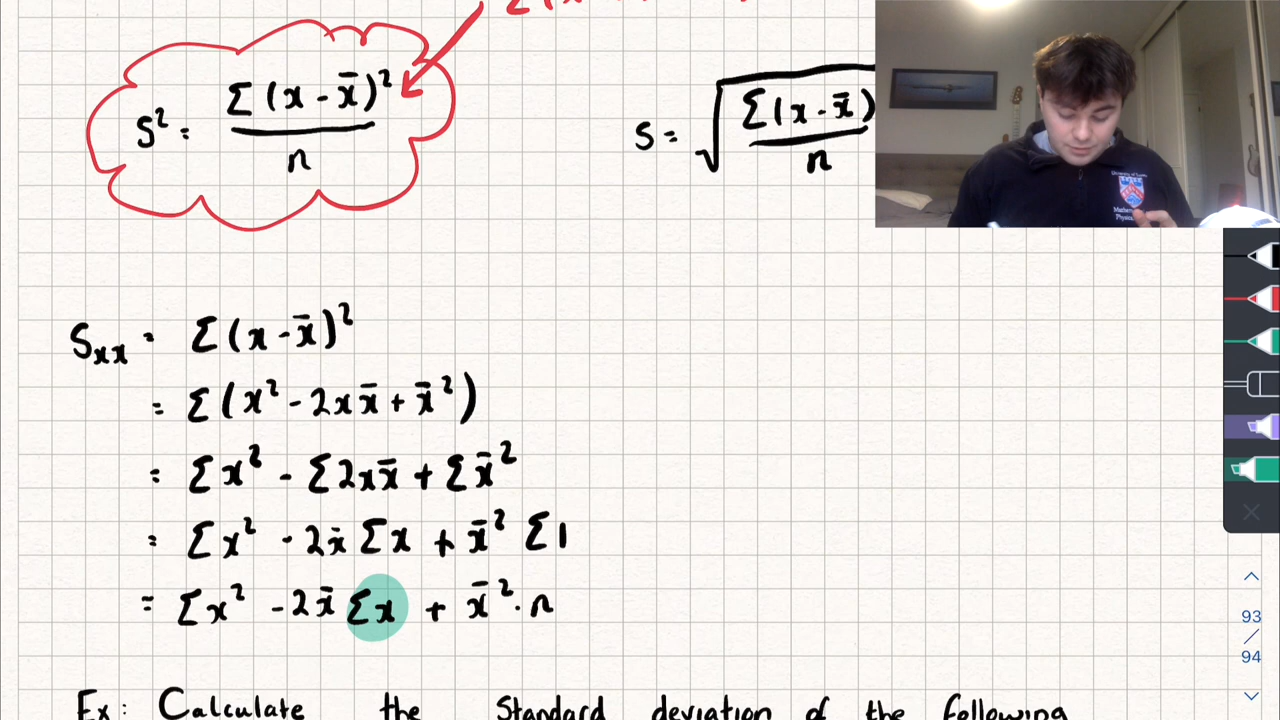 S² = Σ(x - x̄)² / n
S = √(Σ(x - x̄) / n)
Sxx = Σ(x - x̄)²
= Σ(x² - 2xx̄ + x̄²)
= Σx² - Σ2xx̄ + Σx̄²
= Σx² - 2x̄Σx + x̄²Σ1
= Σx² - 2x̄Σx + x̄²·n
Ex: Calculate the Standard deviation of the following
93
/
94